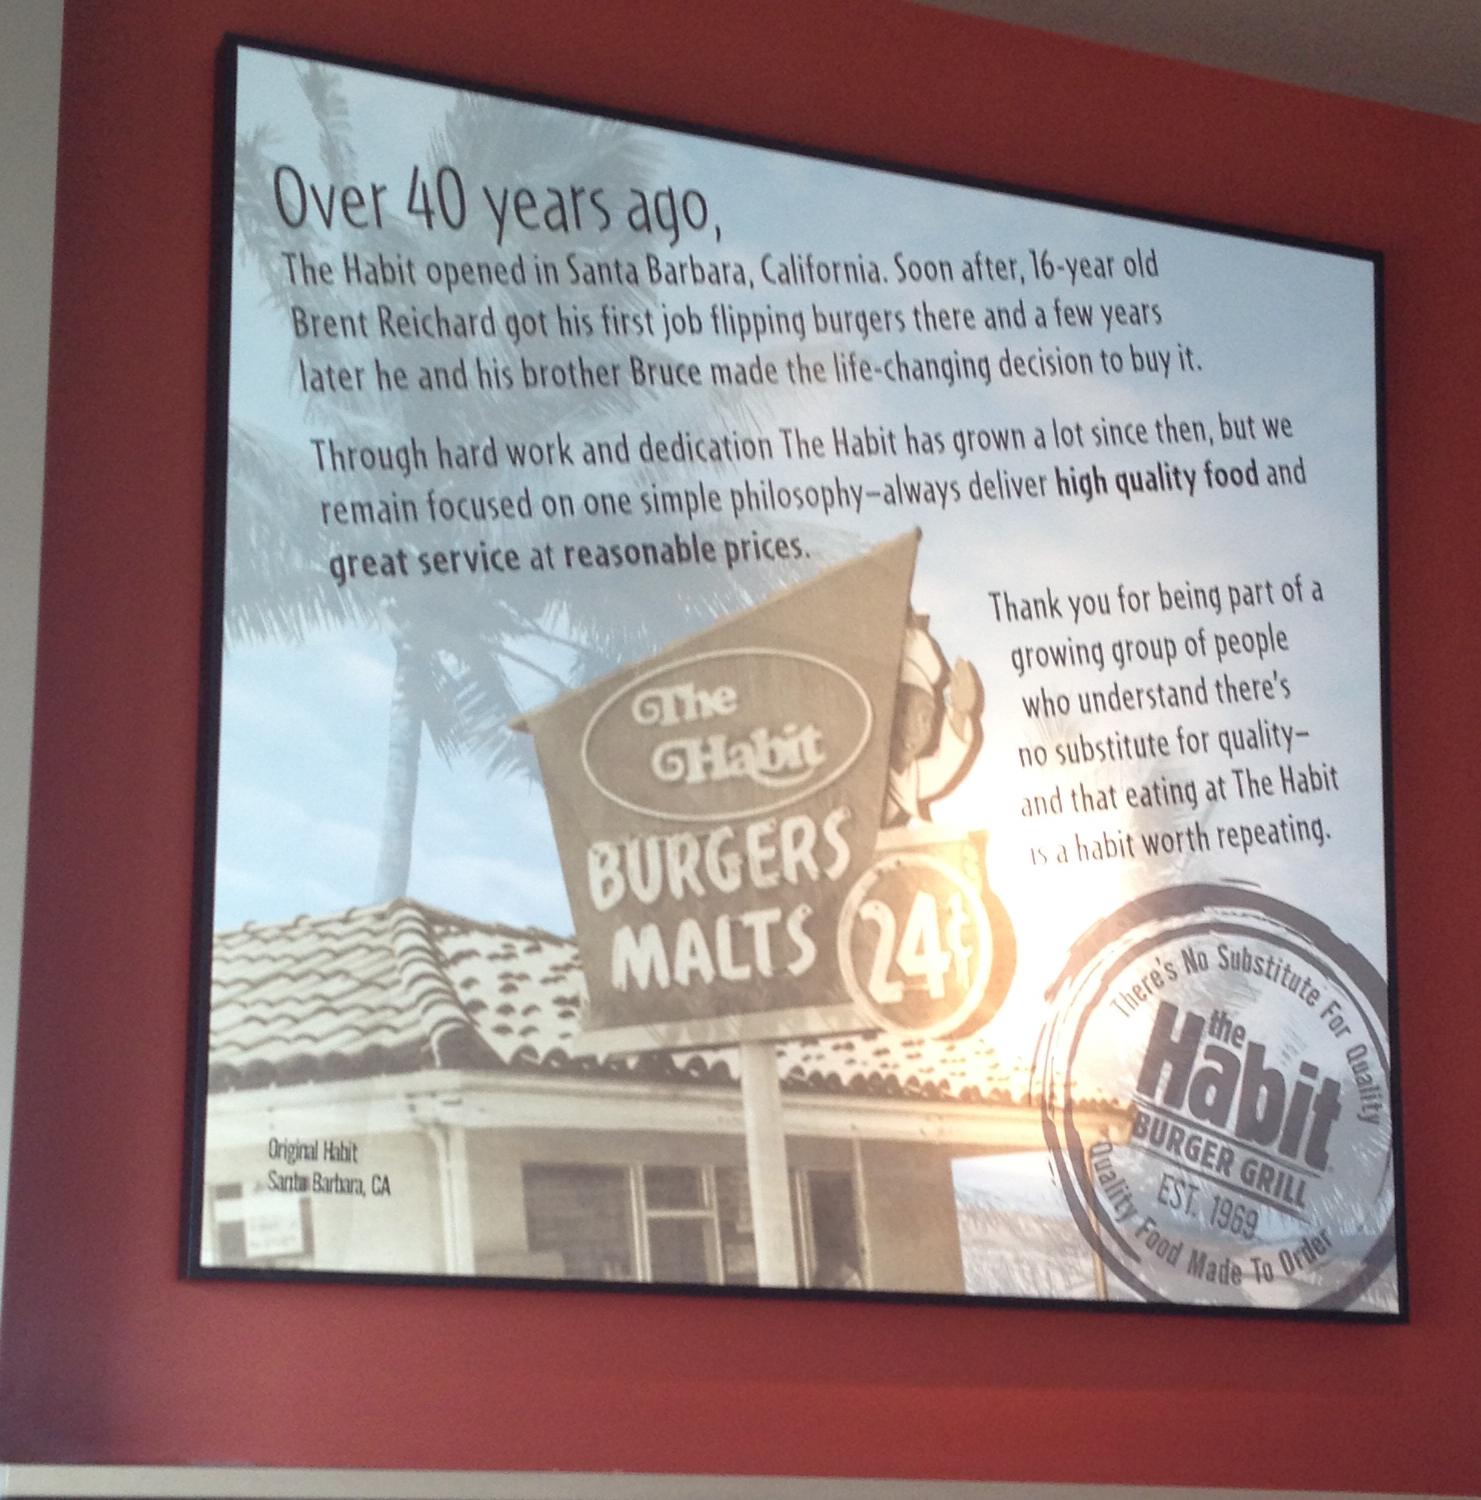 Over 40 years ago,
The Habit opened in Santa Barbara, California. Soon after, 16-year old
Brent Reichard got his first job flipping burgers there and a few years
later he and his brother Bruce made the life-changing decision to buy it.
Through hard work and dedication The Habit has grown a lot since then, but we
remain focused on one simple philosophy–always deliver high quality food and
great service at reasonable prices.
Thank you for being part of a
growing group of people
who understand there's
no substitute for quality–
and that eating at The Habit
is a habit worth repeating.
The
Habit
BURGERS
MALTS
24¢
There's No Substitute For Quality
the
Habit
BURGER GRILL
EST. 1969
Quality Food Made To Order
Original Habit
Santa Barbara, CA